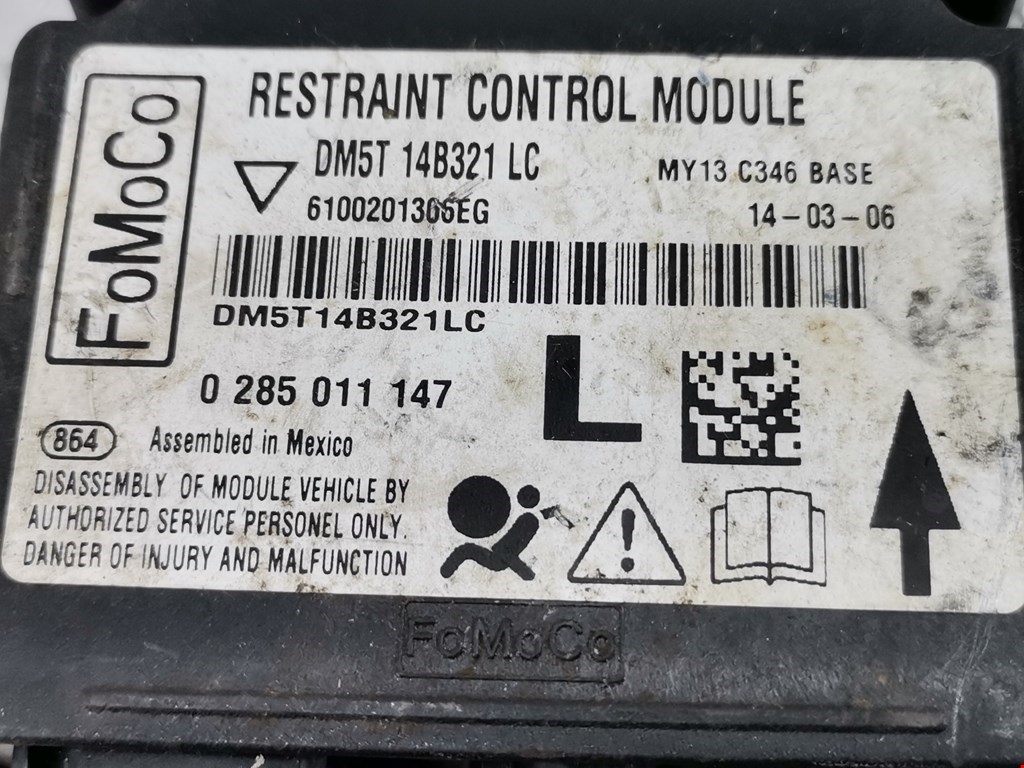 FoMoCo
RESTRAINT CONTROL MODULE
DM5T 14B321 LC
MY13 C346 BASE
6100201366EG
14-03-06
DM5T14B321LC
0 285 011 147
L
864
Assembled in Mexico
DISASSEMBLY OF MODULE VEHICLE BY
AUTHORIZED SERVICE PERSONEL ONLY.
DANGER OF INJURY AND MALFUNCTION
FoMoCo